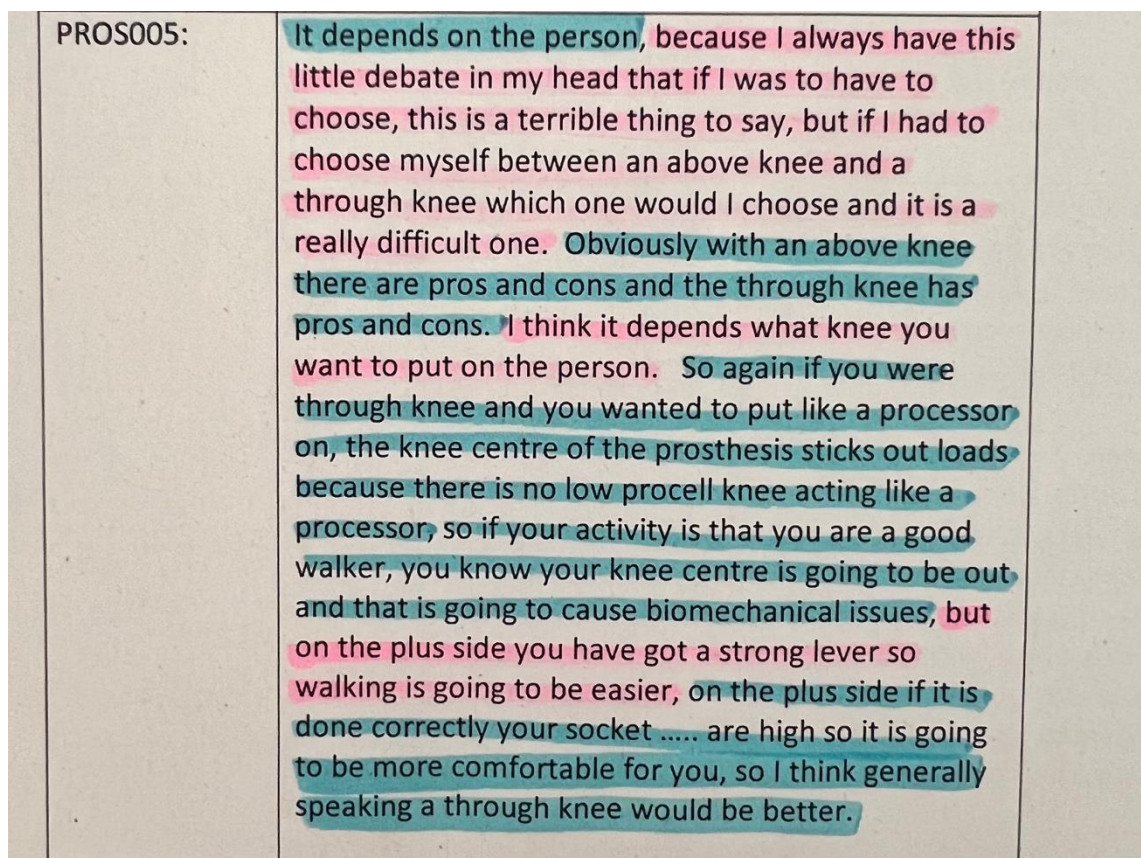 PROS005: It depends on the person, because I always have this
little debate in my head that if I was to have to
choose, this is a terrible thing to say, but if I had to
choose myself between an above knee and a
through knee which one would I choose and it is a
really difficult one. Obviously with an above knee
there are pros and cons and the through knee has
pros and cons. I think it depends what knee you
want to put on the person. So again if you were
through knee and you wanted to put like a processor
on, the knee centre of the prosthesis sticks out loads
because there is no low procell knee acting like a
processor, so if your activity is that you are a good
walker, you know your knee centre is going to be out
and that is going to cause biomechanical issues, but
on the plus side you have got a strong lever so
walking is going to be easier, on the plus side if it is
done correctly your socket ..... are high so it is going
to be more comfortable for you, so I think generally
speaking a through knee would be better.